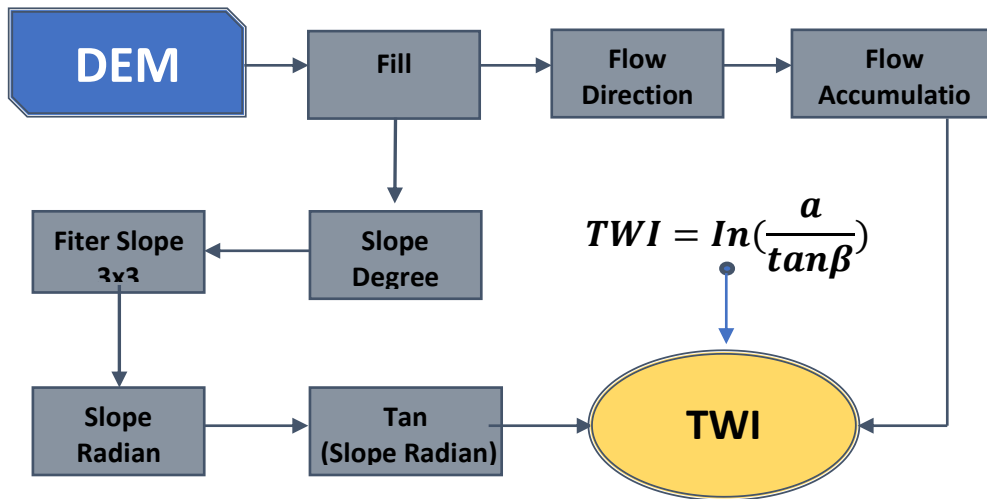 DEM
Fill
Flow
Direction
Flow
Accumulatio
Fiter Slope
3x3
Slope
Degree
TWI = In(a/tanβ)
Slope
Radian
Tan
(Slope Radian)
TWI